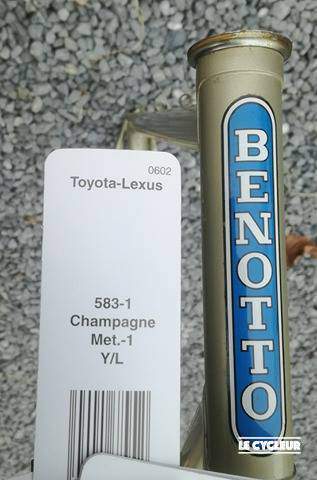 0602
Toyota-Lexus
583-1
Champagne
Met.-1
Y/L
BENOTTO
LE CYCLEUR